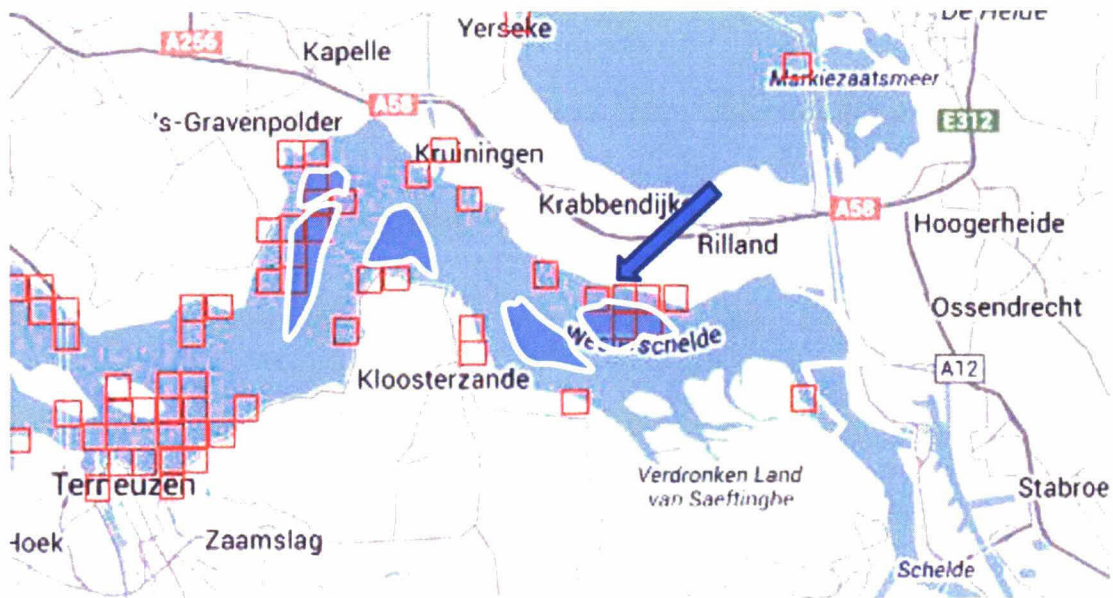 De Heide
Yerseke
A256
Kapelle
Markiezaatsmeer
A58
's-Gravenpolder
E312
Kruiningen
Krabbendijke
A58
Hoogerheide
Rilland
Ossendrecht
Westerschelde
A12
Kloosterzande
Verdronken Land
van Saeftinghe
Terneuzen
Stabroe
Hoek
Zaamslag
Schelde